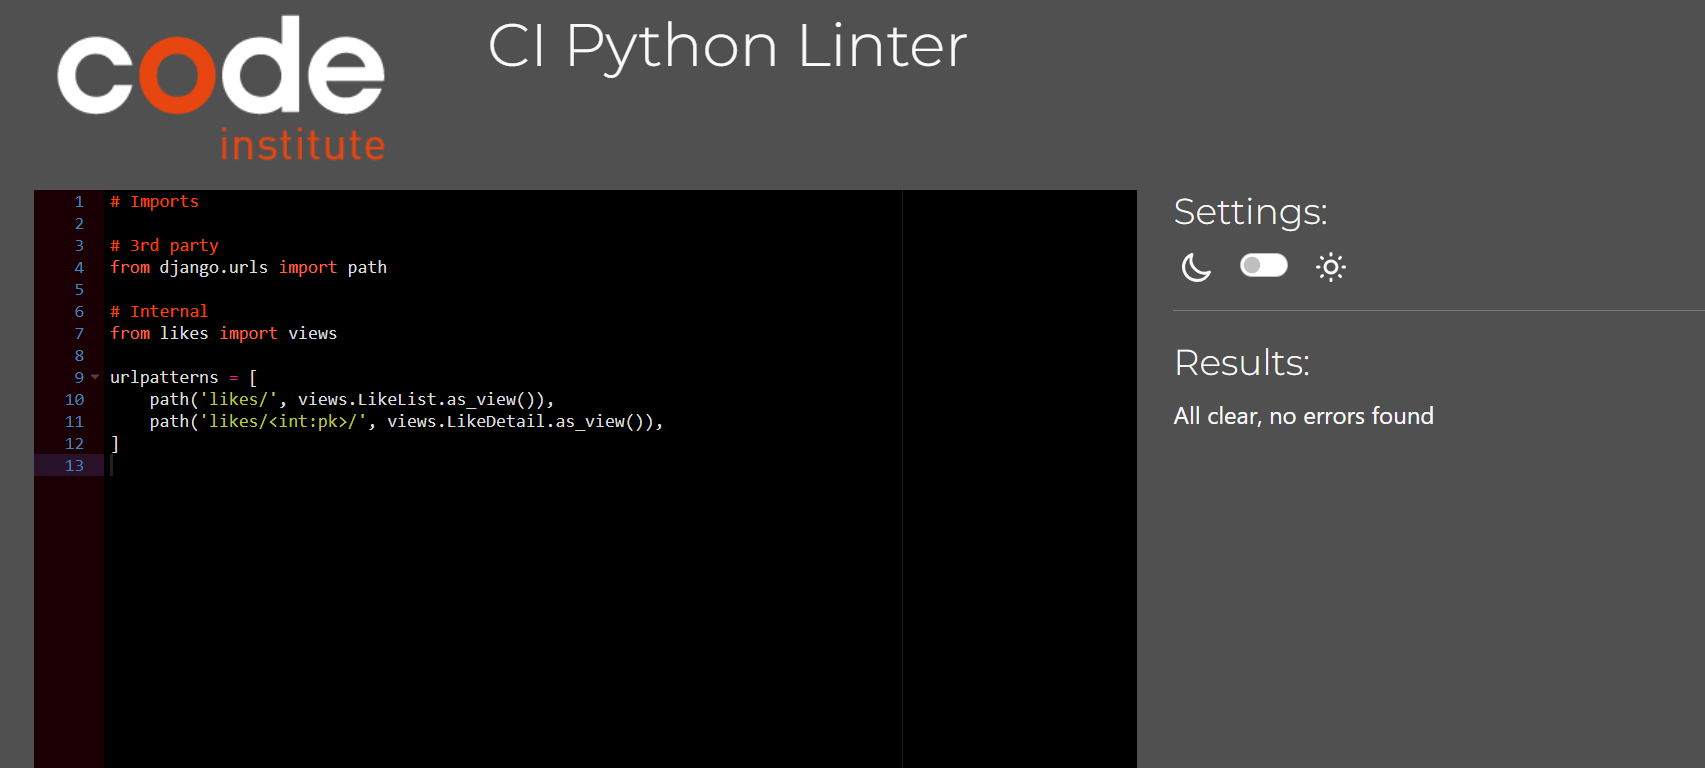 code
institute
CI Python Linter
1 # Imports
2
3 # 3rd party
4 from django.urls import path
5
6 # Internal
7 from likes import views
8
9 urlpatterns = [
10     path('likes/', views.LikeList.as_view()),
11     path('likes/<int:pk>/', views.LikeDetail.as_view()),
12 ]
13
Settings:
Results:
All clear, no errors found